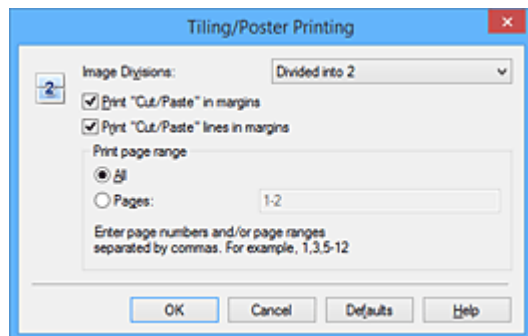 Tiling/Poster Printing
Image Divisions: Divided into 2
2
Print "Cut/Paste" in margins
Print "Cut/Paste" lines in margins
Print page range
All
Pages: 1-2
Enter page numbers and/or page ranges
separated by commas. For example, 1,3,5-12
OK Cancel Defaults Help